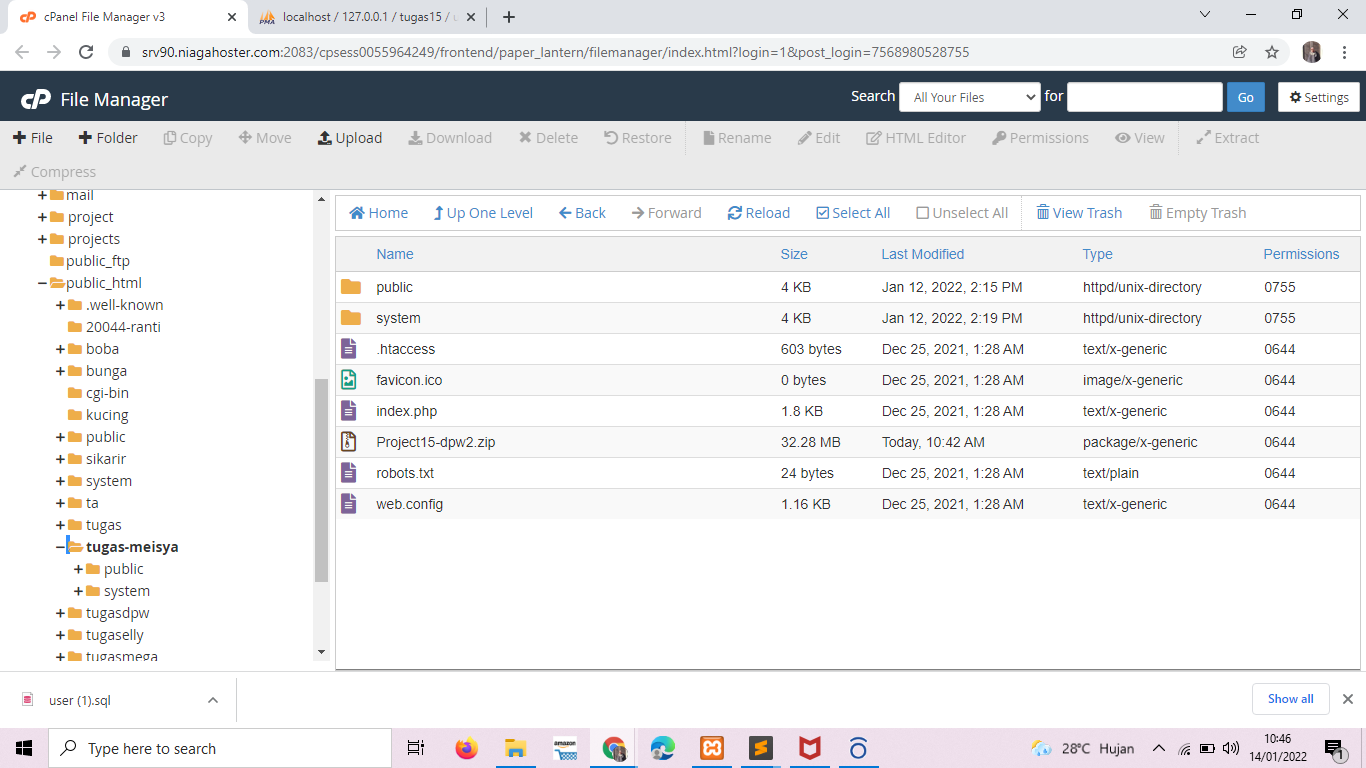 cPanel File Manager v3
localhost / 127.0.0.1 / tugas15 / u
srv90.niagahoster.com:2083/cpsess0055964249/frontend/paper_lantern/filemanager/index.html?login=1&post_login=7568980528755
cP File Manager
Search All Your Files for Go Settings
File Folder Copy Move Upload Download Delete Restore Rename Edit HTML Editor Permissions View Extract
Compress
mail
project
projects
public_ftp
public_html
.well-known
20044-ranti
boba
bunga
cgi-bin
kucing
public
sikarir
system
ta
tugas
tugas-meisya
public
system
tugasdpw
tugaselly
tugasmega
Home Up One Level Back Forward Reload Select All Unselect All View Trash Empty Trash
Name Size Last Modified Type Permissions
public 4 KB Jan 12, 2022, 2:15 PM httpd/unix-directory 0755
system 4 KB Jan 12, 2022, 2:19 PM httpd/unix-directory 0755
.htaccess 603 bytes Dec 25, 2021, 1:28 AM text/x-generic 0644
favicon.ico 0 bytes Dec 25, 2021, 1:28 AM image/x-generic 0644
index.php 1.8 KB Dec 25, 2021, 1:28 AM text/x-generic 0644
Project15-dpw2.zip 32.28 MB Today, 10:42 AM package/x-generic 0644
robots.txt 24 bytes Dec 25, 2021, 1:28 AM text/plain 0644
web.config 1.16 KB Dec 25, 2021, 1:28 AM text/x-generic 0644
user (1).sql
Show all
Type here to search
amazon
28°C Hujan
10:46
14/01/2022
1